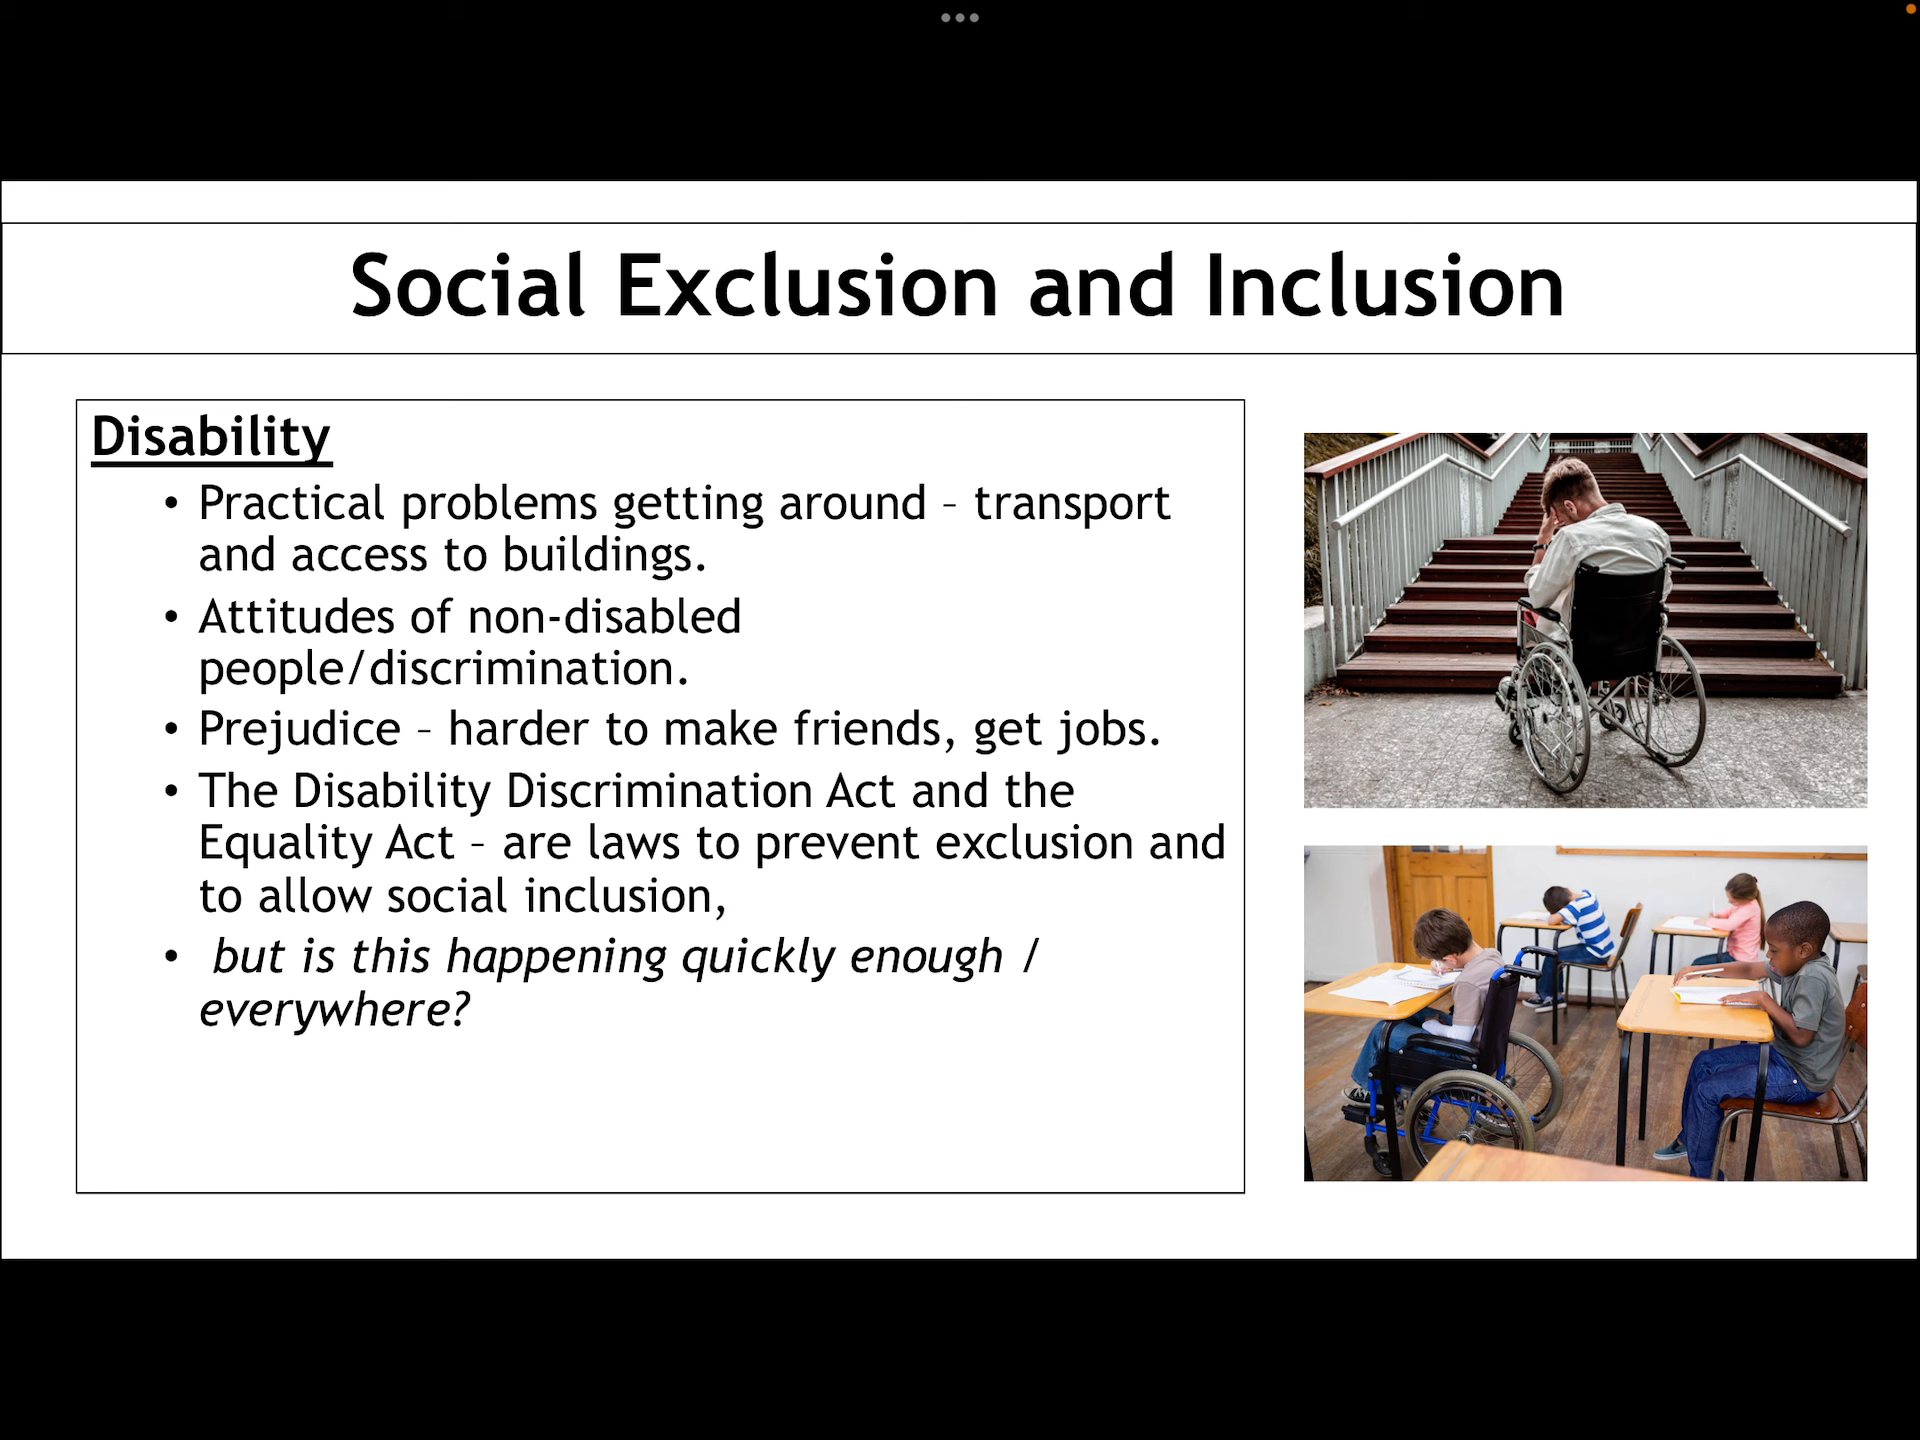 Social Exclusion and Inclusion
Disability
• Practical problems getting around – transport
and access to buildings.
• Attitudes of non-disabled
people/discrimination.
• Prejudice – harder to make friends, get jobs.
• The Disability Discrimination Act and the
Equality Act – are laws to prevent exclusion and
to allow social inclusion,
• but is this happening quickly enough /
everywhere?